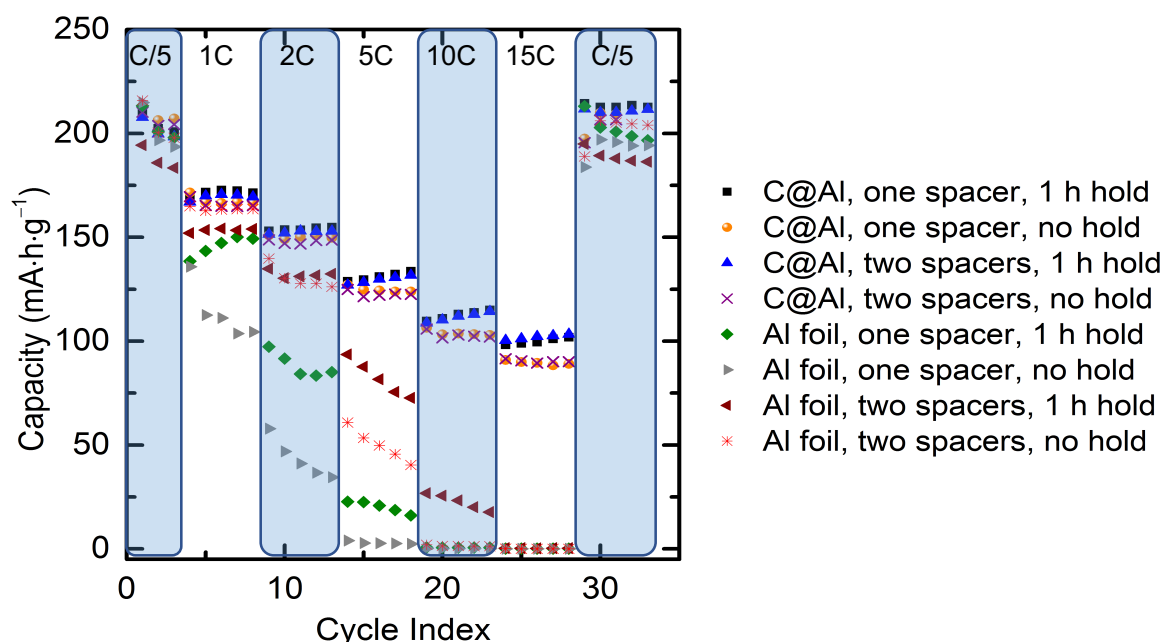 250
200
150
100
50
0
Capacity (mA·h·g⁻¹)
C/5 1C 2C 5C 10C 15C C/5
0 10 20 30
Cycle Index
C@Al, one spacer, 1 h hold
C@Al, one spacer, no hold
C@Al, two spacers, 1 h hold
C@Al, two spacers, no hold
Al foil, one spacer, 1 h hold
Al foil, one spacer, no hold
Al foil, two spacers, 1 h hold
Al foil, two spacers, no hold